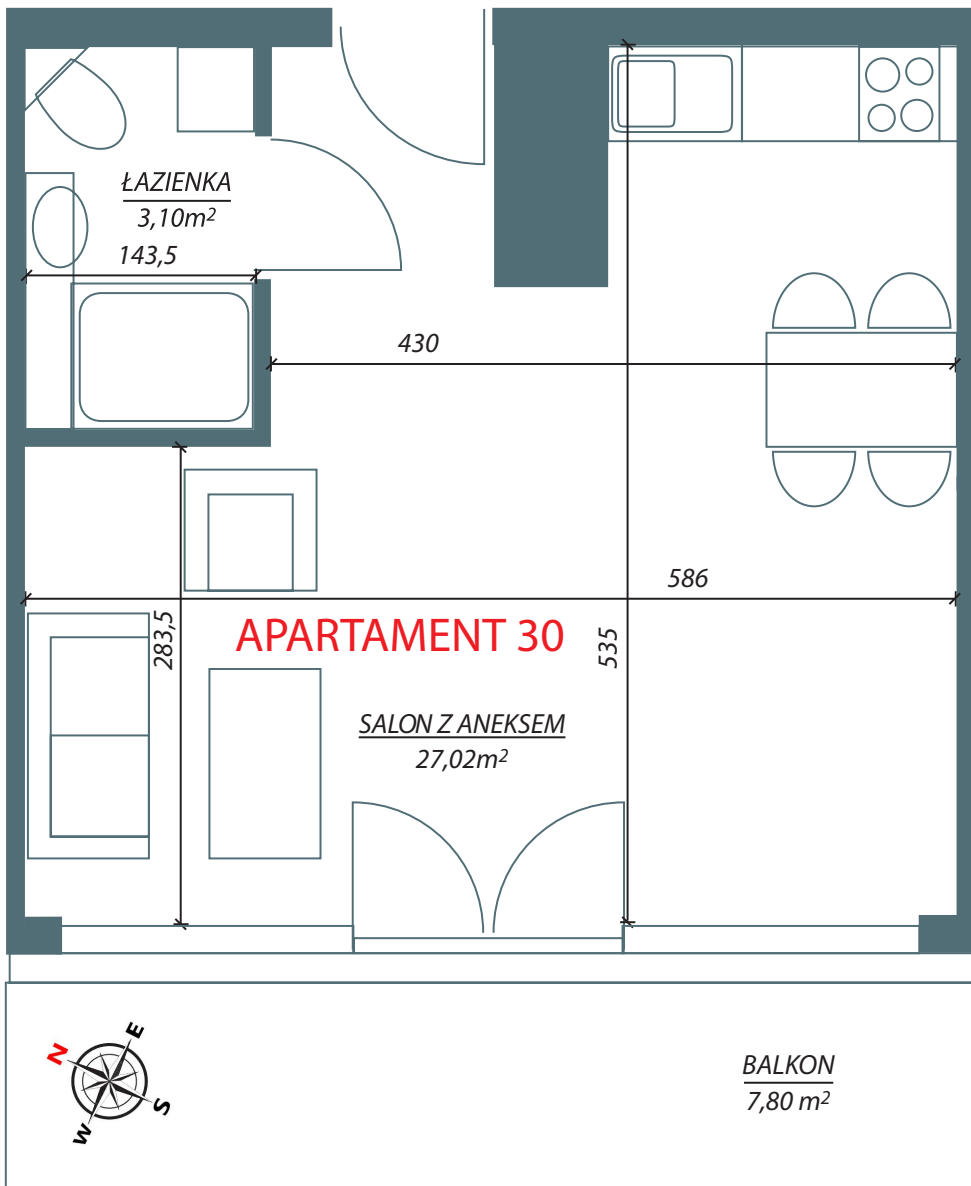 ŁAZIENKA
3,10m²
143,5
430
586
283,5
APARTAMENT 30
535
SALON Z ANEKSEM
27,02m²
N
E
W
S
BALKON
7,80 m²